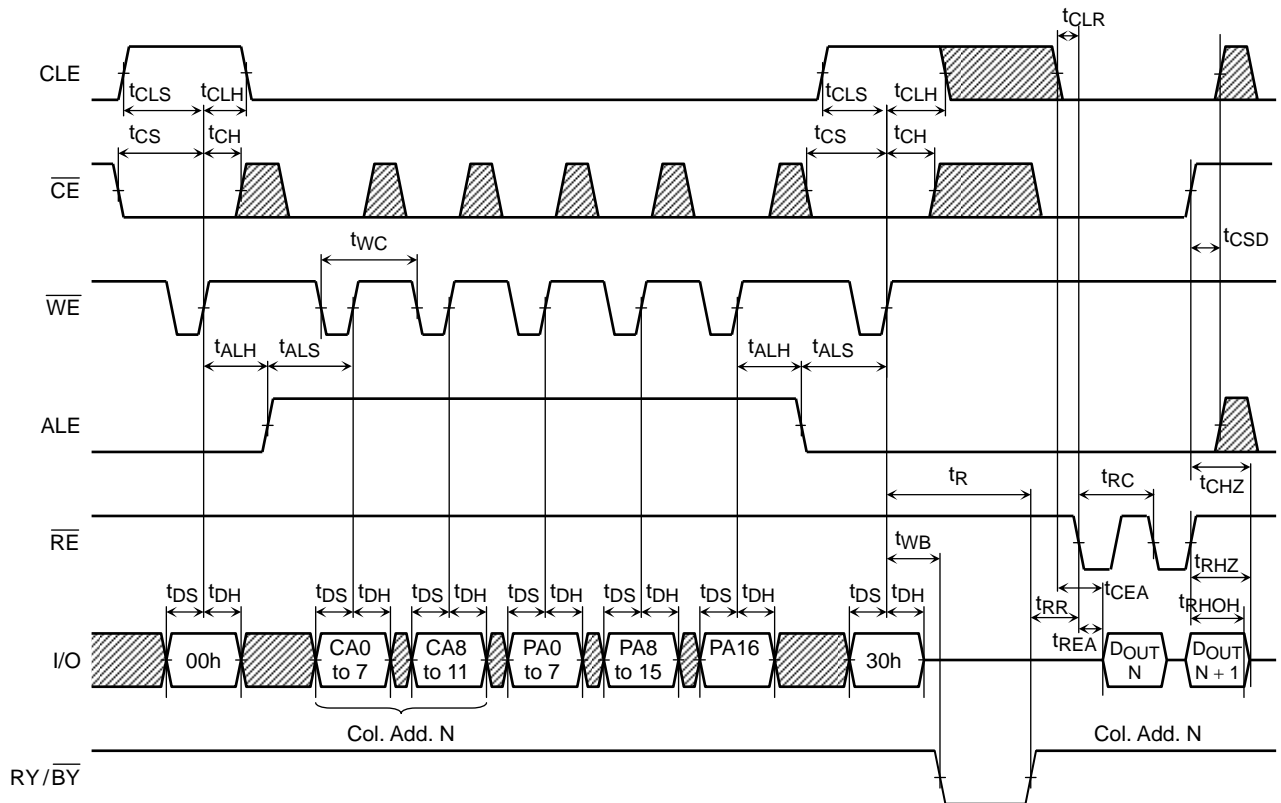 tCLR
CLE
tCLS tCLH tCLS tCLH
tCS tCH tCS tCH
CE
tWC tCSD
WE
tALH tALS tALH tALS
ALE
tR tRC tCHZ
RE
tWB tRHZ
tDS tDH tDS tDH tDS tDH tDS tDH tDS tDH tDS tDH tDS tDH tCEA
tRR tRHOH
tREA
I/O
00h
CA0
to 7
CA8
to 11
PA0
to 7
PA8
to 15
PA16
30h
DOUT
N
DOUT
N + 1
Col. Add. N Col. Add. N
RY/BY